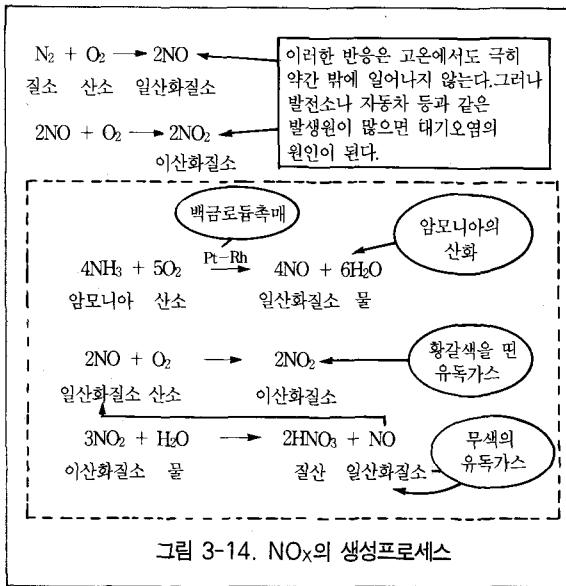 N₂ + O₂ → 2NO
질소 산소 일산화질소
2NO + O₂ → 2NO₂
이산화질소
이러한 반응은 고온에서도 극히
약간 밖에 일어나지 않는다.그러나
발전소나 자동차 등과 같은
발생원이 많으면 대기오염의
원인이 된다.
백금로듐촉매
암모니아의
산화
Pt-Rh
4NH₃ + 5O₂ → 4NO + 6H₂O
암모니아 산소 일산화질소 물
2NO + O₂ → 2NO₂
일산화질소 산소 이산화질소
황갈색을 띤
유독가스
3NO₂ + H₂O → 2HNO₃ + NO
이산화질소 물 질산 일산화질소
무색의
유독가스
그림 3-14. NOx의 생성프로세스